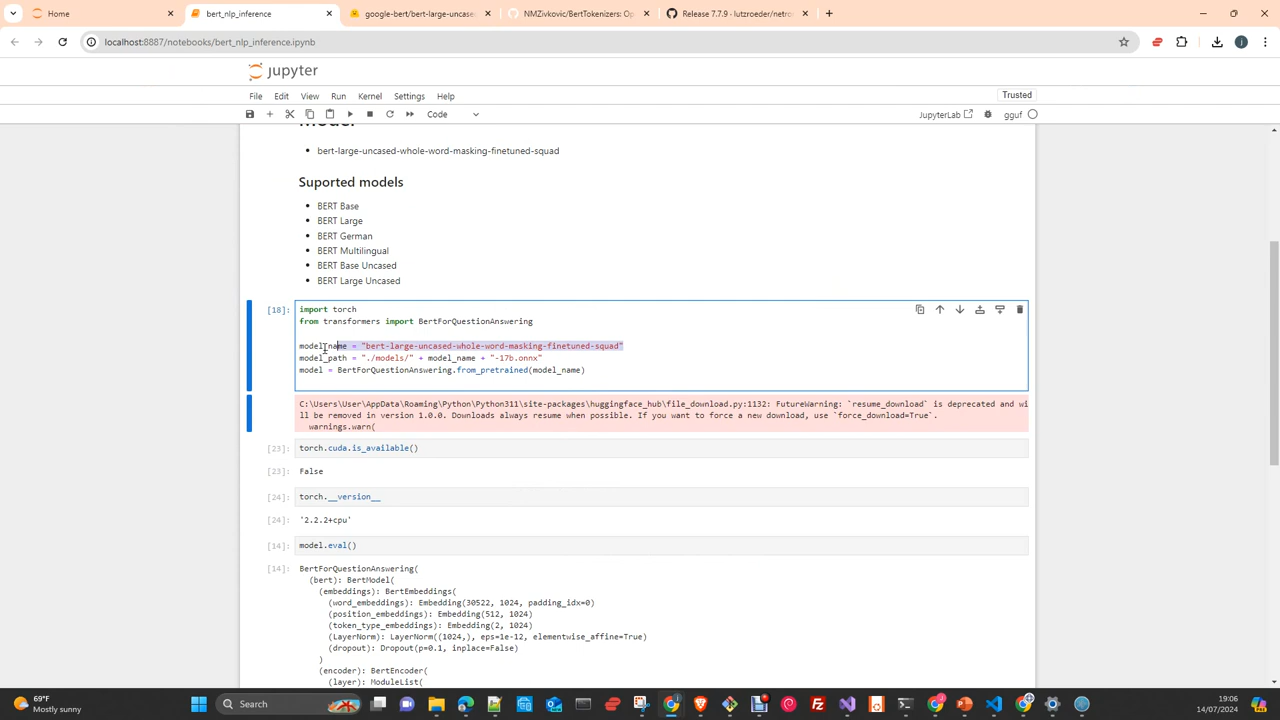 Home
bert_nlp_inference
google-bert/bert-large-uncased
NMZivkovic/BertTokenizers: Op
Release 7.7.9 - lutzroeder/netro
localhost:8887/notebooks/bert_nlp_inference.ipynb
jupyter
File Edit View Run Kernel Settings Help
Trusted
Code
JupyterLab
gguf
Model
bert-large-uncased-whole-word-masking-finetuned-squad
Suported models
BERT Base
BERT Large
BERT German
BERT Multilingual
BERT Base Uncased
BERT Large Uncased
[18]:
import torch
from transformers import BertForQuestionAnswering
model_name = "bert-large-uncased-whole-word-masking-finetuned-squad"
model_path = "./models/" + model_name + "-17b.onnx"
model = BertForQuestionAnswering.from_pretrained(model_name)
C:\Users\User\AppData\Roaming\Python\Python311\site-packages\huggingface_hub\file_download.py:1132: FutureWarning: `resume_download` is deprecated and wi
ll be removed in version 1.0.0. Downloads always resume when possible. If you want to force a new download, use `force_download=True`.
warnings.warn(
[23]: torch.cuda.is_available()
[23]: False
[24]: torch.__version__
[24]: '2.2.2+cpu'
[14]: model.eval()
[14]: BertForQuestionAnswering(
(bert): BertModel(
(embeddings): BertEmbeddings(
(word_embeddings): Embedding(30522, 1024, padding_idx=0)
(position_embeddings): Embedding(512, 1024)
(token_type_embeddings): Embedding(2, 1024)
(LayerNorm): LayerNorm((1024,), eps=1e-12, elementwise_affine=True)
(dropout): Dropout(p=0.1, inplace=False)
)
(encoder): BertEncoder(
(layer): ModuleList(
69°F
Mostly sunny
Search
19:06
14/07/2024